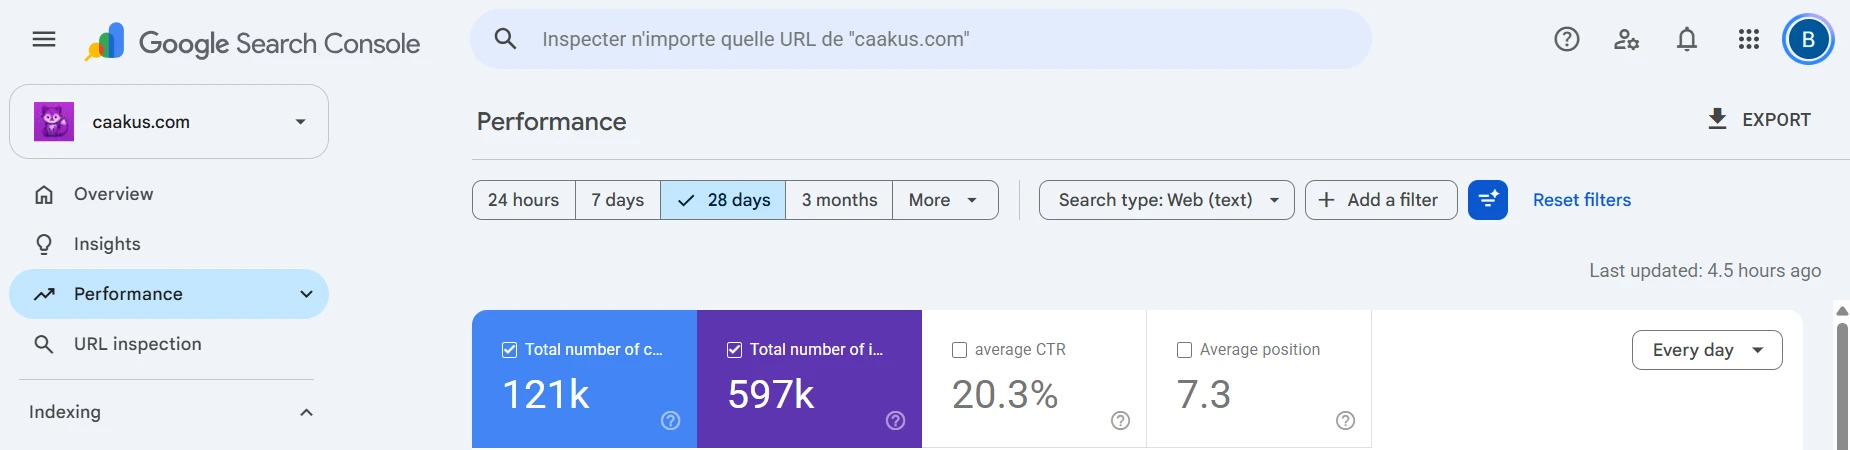 Google Search Console
Inspecter n'importe quelle URL de "caakus.com"
B
caakus.com
Overview
Insights
Performance
URL inspection
Indexing
Performance
EXPORT
24 hours
7 days
28 days
3 months
More
Search type: Web (text)
Add a filter
Reset filters
Last updated: 4.5 hours ago
Total number of c...
121k
Total number of i...
597k
average CTR
20.3%
Average position
7.3
Every day